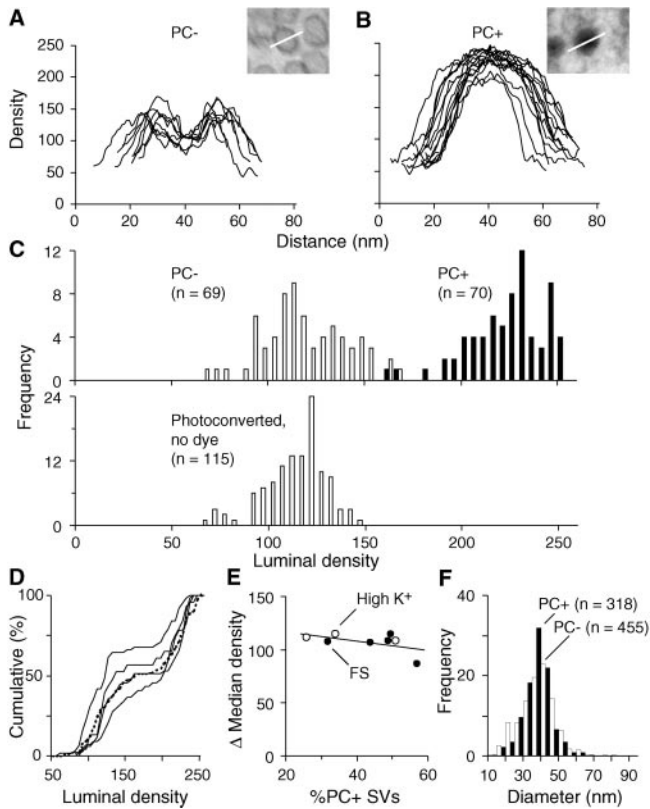 A
PC-
250
200
150
100
50
0
Density
0 20 40 60 80
B
PC+
0 20 40 60 80
Distance (nm)
C
12
8
4
0
PC-
(n = 69)
PC+
(n = 70)
Frequency
24
12
0
Photoconverted,
no dye
(n = 115)
0 50 100 150 200 250
Luminal density
D
100
50
0
Cumulative (%)
50 150 250
Luminal density
E
150
100
50
0
Δ Median density
High K+
FS
20 40 60
%PC+ SVs
F
40
20
0
Frequency
PC+ (n = 318)
PC- (n = 455)
10 30 50 70 90
Diameter (nm)